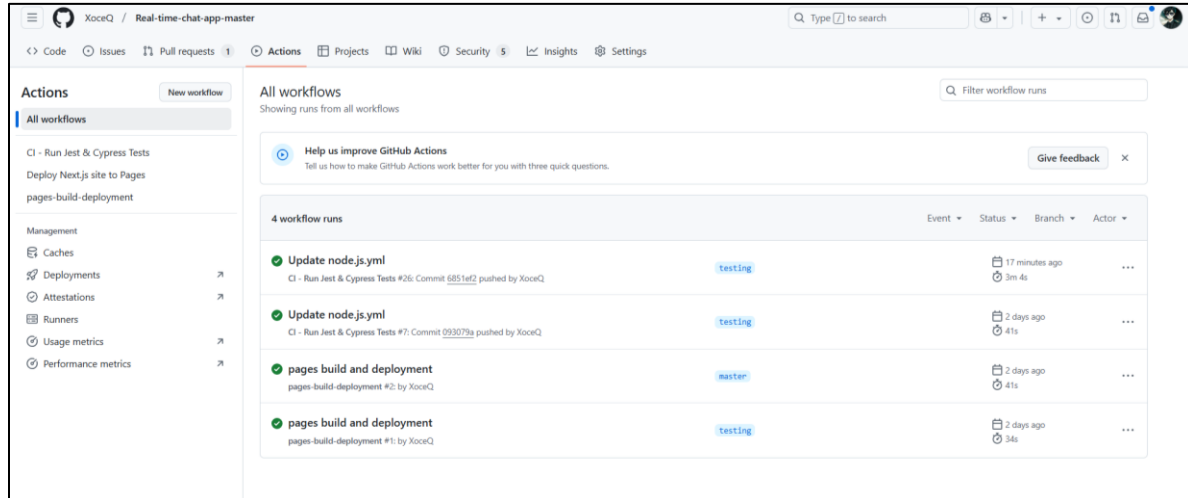 XoceQ / Real-time-chat-app-master
Type / to search
Code Issues Pull requests 1 Actions Projects Wiki Security 5 Insights Settings
Actions
New workflow
All workflows
CI - Run Jest & Cypress Tests
Deploy Next.js site to Pages
pages-build-deployment
Management
Caches
Deployments
Attestations
Runners
Usage metrics
Performance metrics
All workflows
Showing runs from all workflows
Filter workflow runs
Help us improve GitHub Actions
Tell us how to make GitHub Actions work better for you with three quick questions.
Give feedback
4 workflow runs
Event Status Branch Actor
Update node.js.yml
CI - Run Jest & Cypress Tests #26: Commit 6851ef2 pushed by XoceQ
testing
17 minutes ago
3m 4s
Update node.js.yml
CI - Run Jest & Cypress Tests #7: Commit 093079a pushed by XoceQ
testing
2 days ago
41s
pages build and deployment
pages-build-deployment #2: by XoceQ
master
2 days ago
41s
pages build and deployment
pages-build-deployment #1: by XoceQ
testing
2 days ago
34s